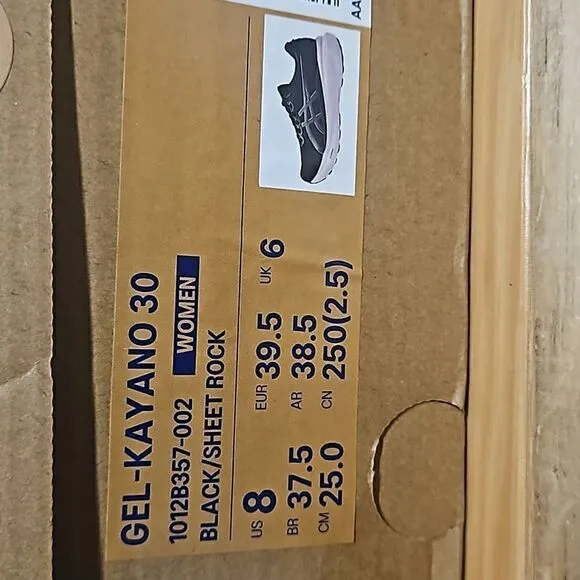 GEL-KAYANO 30
1012B357-002 WOMEN
BLACK/SHEET ROCK
US 8 EUR 39.5 UK 6
BR 37.5 AR 38.5
CM 25.0 CN 250(2.5)
AA